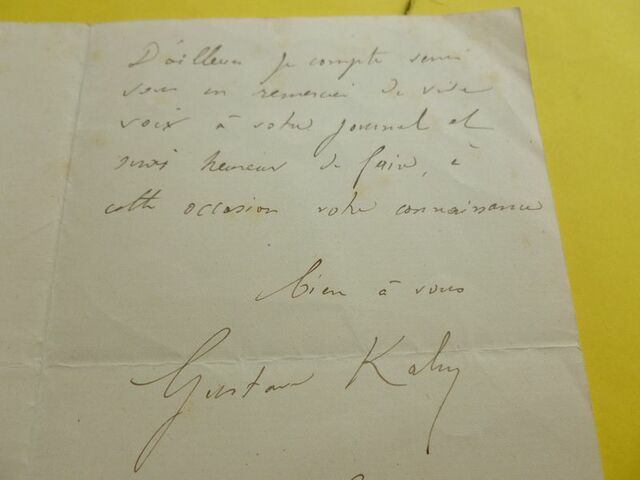 D'ailleurs je compte venir
vous en remercier de vive
voix à votre journal et
serais heureux de faire, à
cette occasion votre connaissance
bien à vous
Gustave Kahn